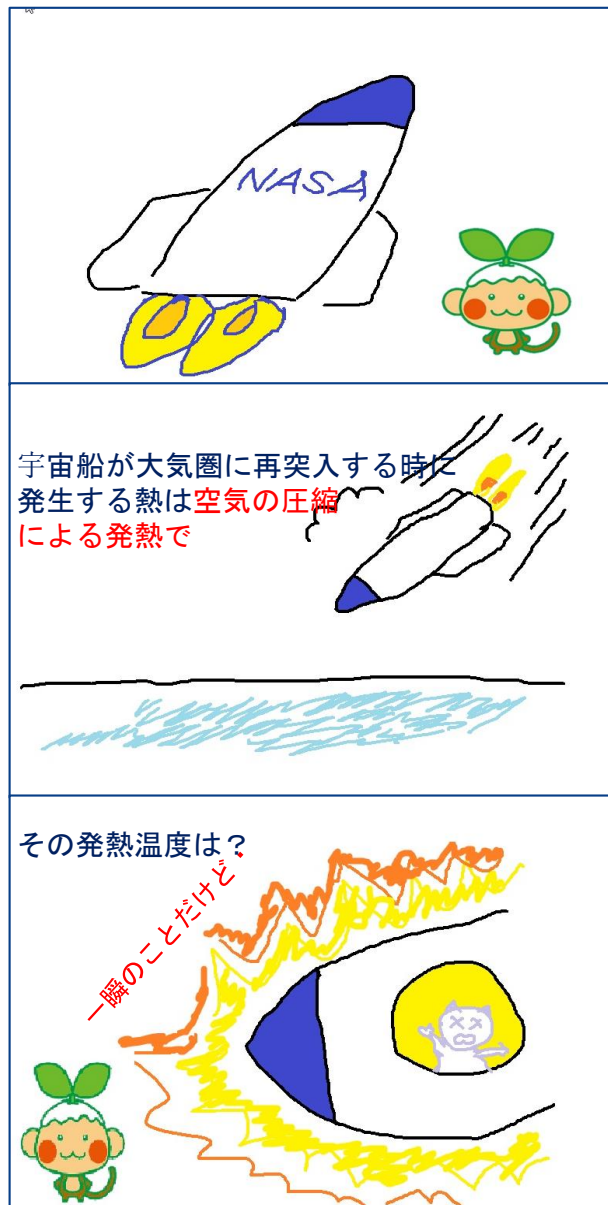 NASA
宇宙船が大気圏に再突入する時に
発生する熱は空気の圧縮
による発熱で
その発熱温度は？
一瞬のことだけど・